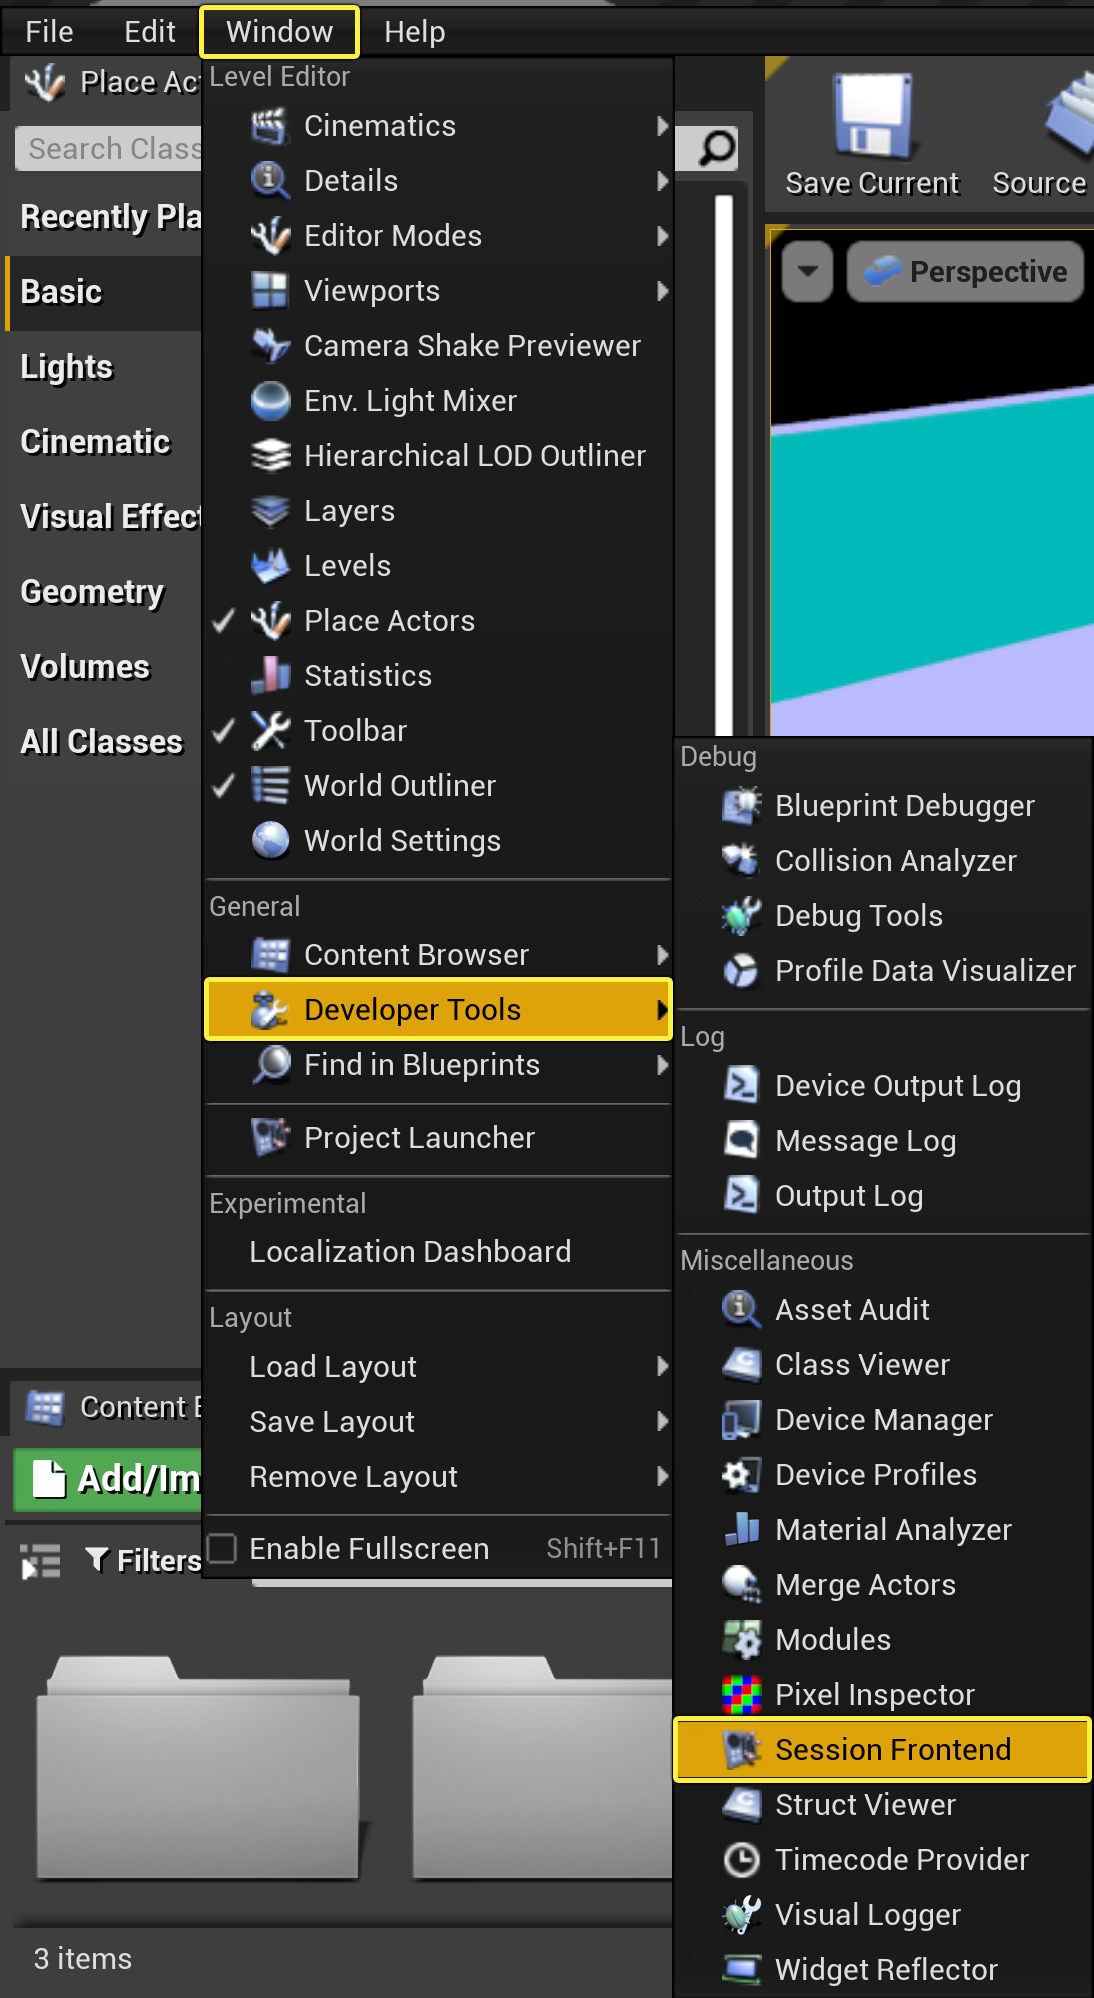 File Edit Window Help
Place Ac
Search Clas
Recently Pla
Basic
Lights
Cinematic
Visual Effect
Geometry
Volumes
All Classes
Level Editor
Cinematics
Details
Editor Modes
Viewports
Camera Shake Previewer
Env. Light Mixer
Hierarchical LOD Outliner
Layers
Levels
Place Actors
Statistics
Toolbar
World Outliner
World Settings
General
Content Browser
Developer Tools
Find in Blueprints
Project Launcher
Experimental
Localization Dashboard
Layout
Load Layout
Save Layout
Remove Layout
Enable Fullscreen Shift+F11
Save Current Source
Perspective
Debug
Blueprint Debugger
Collision Analyzer
Debug Tools
Profile Data Visualizer
Log
Device Output Log
Message Log
Output Log
Miscellaneous
Asset Audit
Class Viewer
Device Manager
Device Profiles
Material Analyzer
Merge Actors
Modules
Pixel Inspector
Session Frontend
Struct Viewer
Timecode Provider
Visual Logger
Widget Reflector
Content B
Add/Im
Filters
3 items